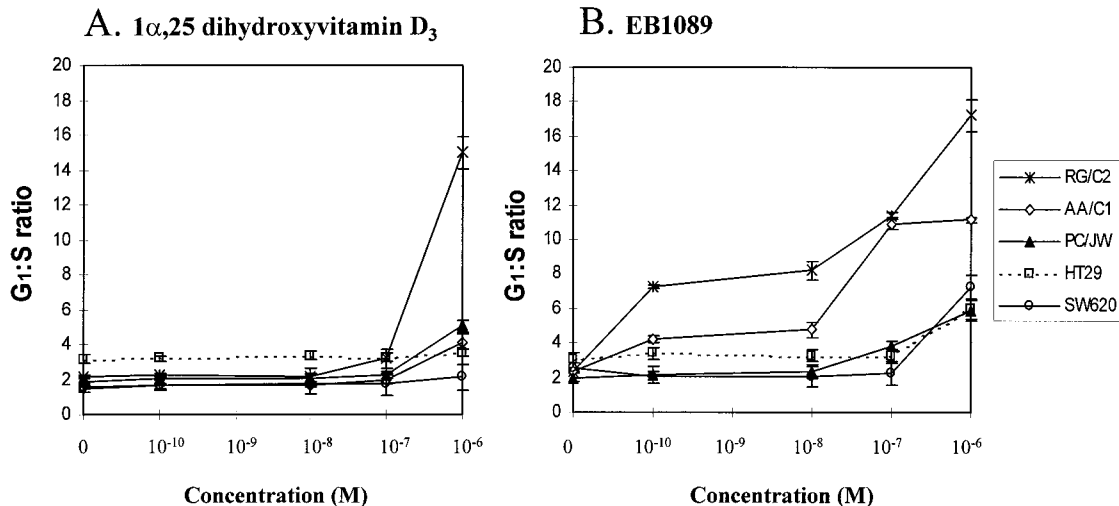 A. 1α,25 dihydroxyvitamin D₃
G1:S ratio
20
18
16
14
12
10
8
6
4
2
0
0 10⁻¹⁰ 10⁻⁹ 10⁻⁸ 10⁻⁷ 10⁻⁶
Concentration (M)
B. EB1089
G1:S ratio
20
18
16
14
12
10
8
6
4
2
0
0 10⁻¹⁰ 10⁻⁹ 10⁻⁸ 10⁻⁷ 10⁻⁶
Concentration (M)
RG/C2
AA/C1
PC/JW
HT29
SW620